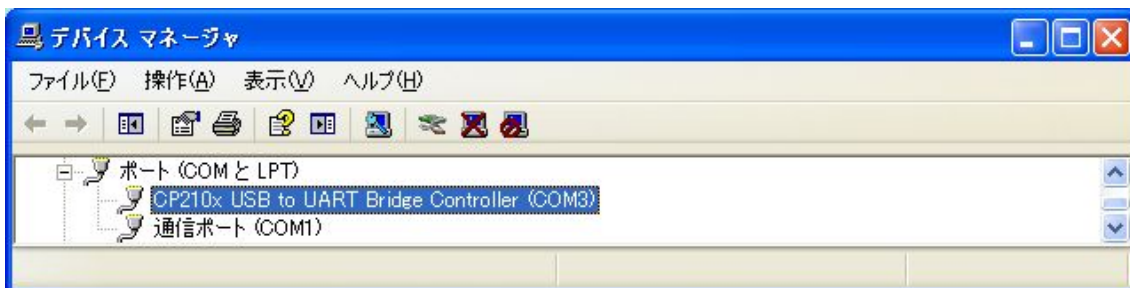 デバイス マネージャ
ファイル(F) 操作(A) 表示(V) ヘルプ(H)
ポート (COM と LPT)
CP210x USB to UART Bridge Controller (COM3)
通信ポート (COM1)